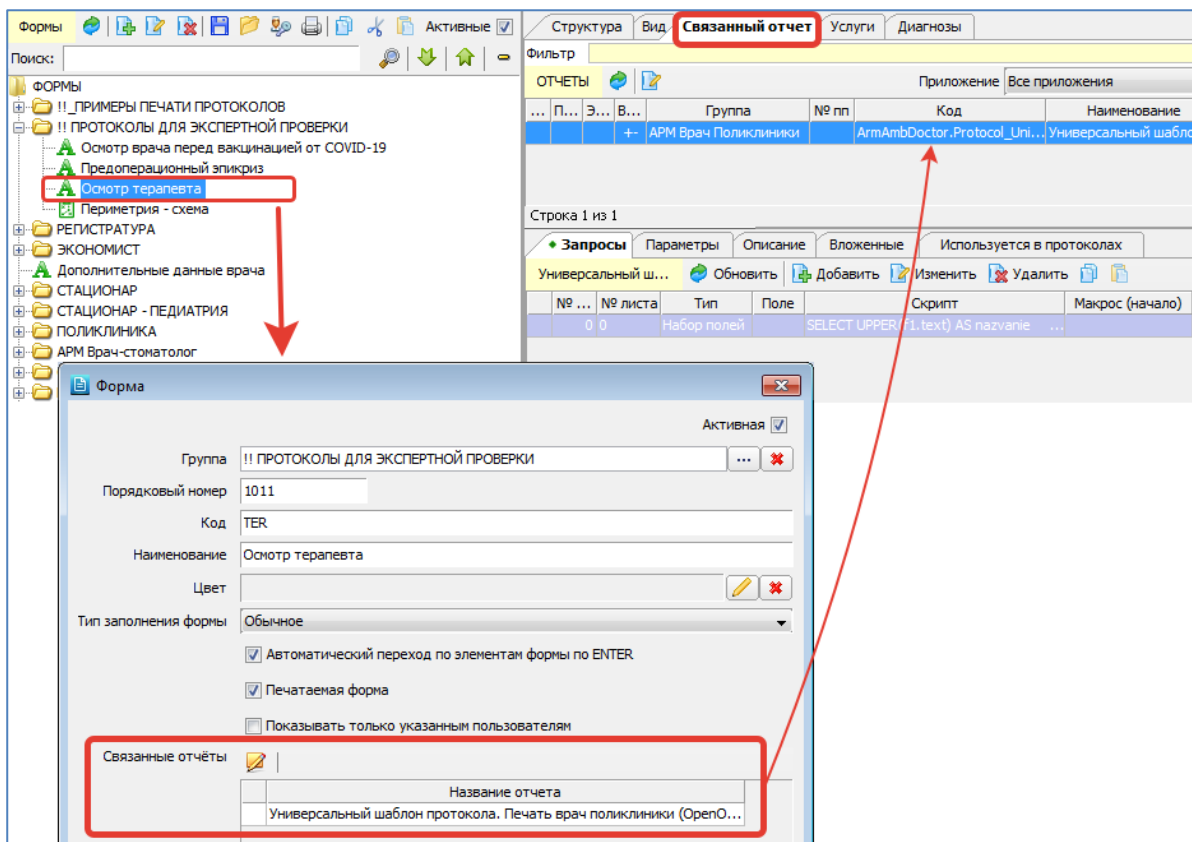 Формы Активные
Поиск:
ФОРМЫ
!!_ПРИМЕРЫ ПЕЧАТИ ПРОТОКОЛОВ
!! ПРОТОКОЛЫ ДЛЯ ЭКСПЕРТНОЙ ПРОВЕРКИ
Осмотр врача перед вакцинацией от COVID-19
Предоперационный эпикриз
Осмотр терапевта
Периметрия - схема
РЕГИСТРАТУРА
ЭКОНОМИСТ
Дополнительные данные врача
СТАЦИОНАР
СТАЦИОНАР - ПЕДИАТРИЯ
ПОЛИКЛИНИКА
АРМ Врач-стоматолог
Структура Вид Связанный отчет Услуги Диагнозы
Фильтр
ОТЧЕТЫ Приложение Все приложения
... П... Э... В... Группа № пп Код Наименование
+- АРМ Врач Поликлиники ArmAmbDoctor.Protocol_Uni... Универсальный шабло
Строка 1 из 1
Запросы Параметры Описание Вложенные Используется в протоколах
Универсальный ш... Обновить Добавить Изменить Удалить
№ ... № листа Тип Поле Скрипт Макрос (начало)
0 0 Набор полей SELECT UPPER(f1.text) AS nazvanie ...
Форма
Активная
Группа !! ПРОТОКОЛЫ ДЛЯ ЭКСПЕРТНОЙ ПРОВЕРКИ ...
Порядковый номер 1011
Код TER
Наименование Осмотр терапевта
Цвет
Тип заполнения формы Обычное
Автоматический переход по элементам формы по ENTER
Печатаемая форма
Показывать только указанным пользователям
Связанные отчёты
Название отчета
Универсальный шаблон протокола. Печать врач поликлиники (OpenO...